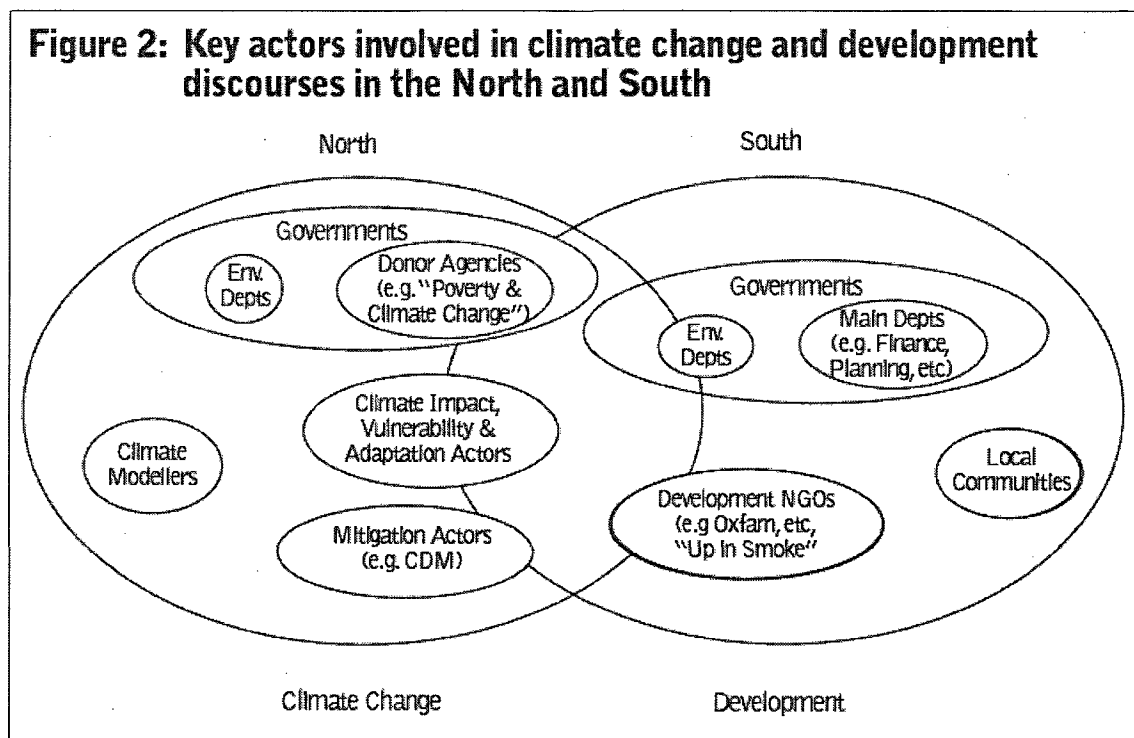 Figure 2: Key actors involved in climate change and development
discourses in the North and South
North
South
Governments
Env.
Depts
Donor Agencies
(e.g. "Poverty &
Climate Change")
Governments
Env.
Depts
Main Depts
(e.g. Finance,
Planning, etc)
Climate Impact,
Vulnerability &
Adaptation Actors
Climate
Modellers
Local
Communities
Development NGOs
(e.g Oxfam, etc,
"Up in Smoke"
Mitigation Actors
(e.g. CDM)
Climate Change
Development